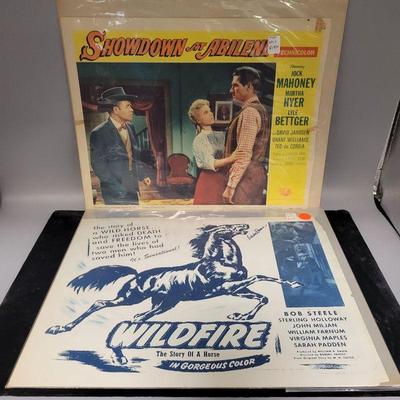 SHOWDOWN AT ABILENE
TECHNICOLOR
Starring
JOCK
MAHONEY
MARTHA
HYER
LYLE
BETTGER
with DAVID JANSSEN
GRANT WILLIAMS
TED de CORSIA
the story of
a WILD HORSE
who risked DEATH
and FREEDOM to
save the lives of
two men who had
saved him!
It's Sensational!
WILDFIRE
The Story Of A Horse
IN GORGEOUS COLOR
BOB STEELE
STERLING HOLLOWAY
JOHN MILJAN
WILLIAM FARNUM
VIRGINIA MAPLES
SARAH PADDEN